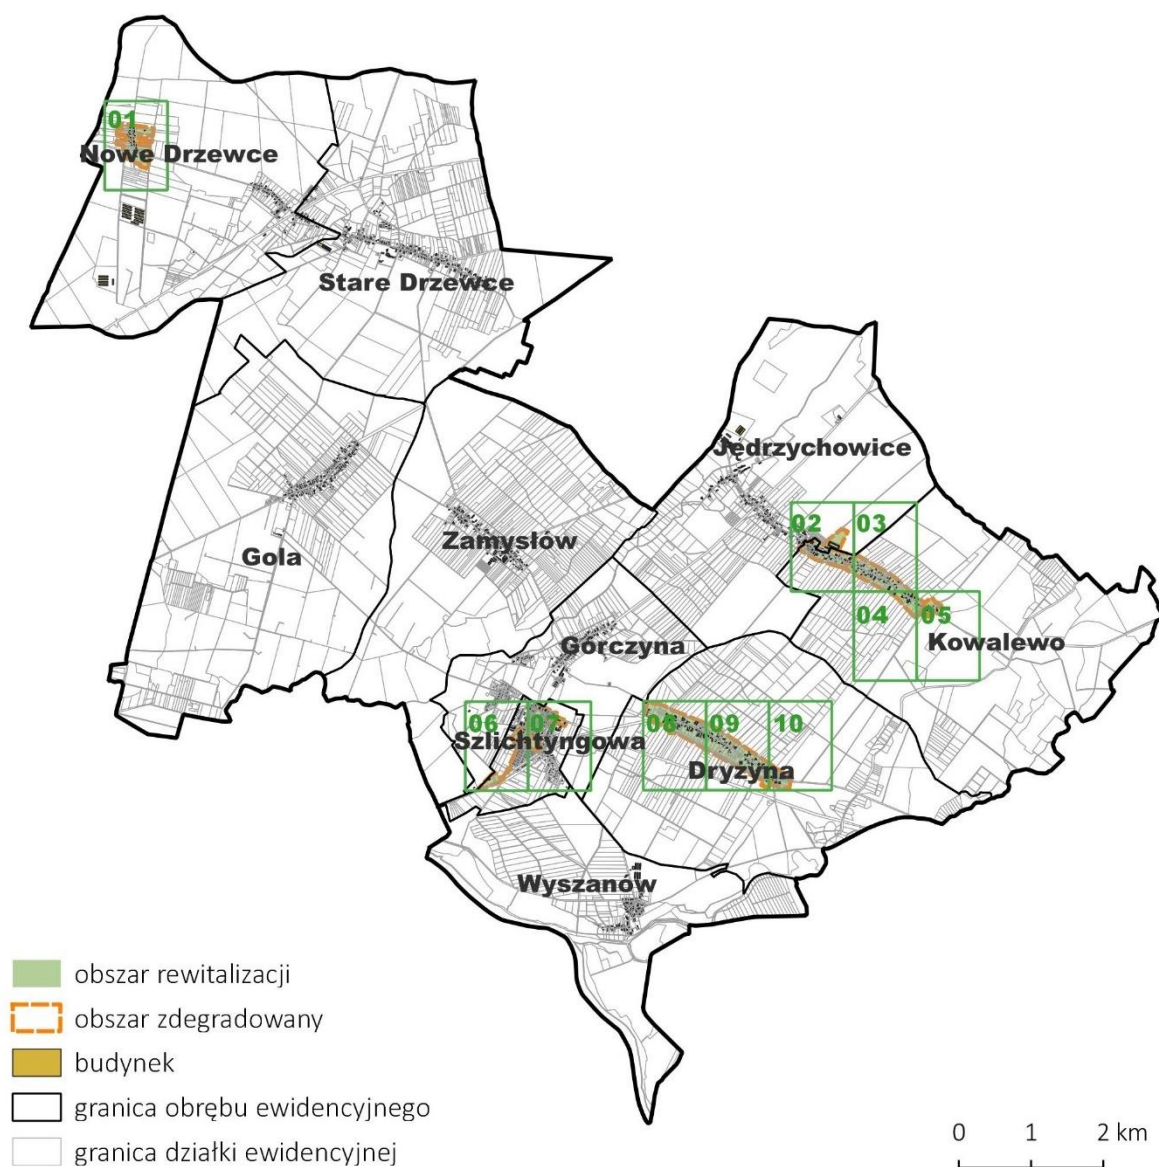 01
Nowe Drzewce
Stare Drzewce
Jędrzychowice
02 03
Zamysłów
Gola
04 05
Górczyna
Kowalewo
06 07 08 09 10
Szlichtyngowa
Dryżyna
Wyszanów
obszar rewitalizacji
obszar zdegradowany
budynek
granica obrębu ewidencyjnego
granica działki ewidencyjnej
0 1 2 km